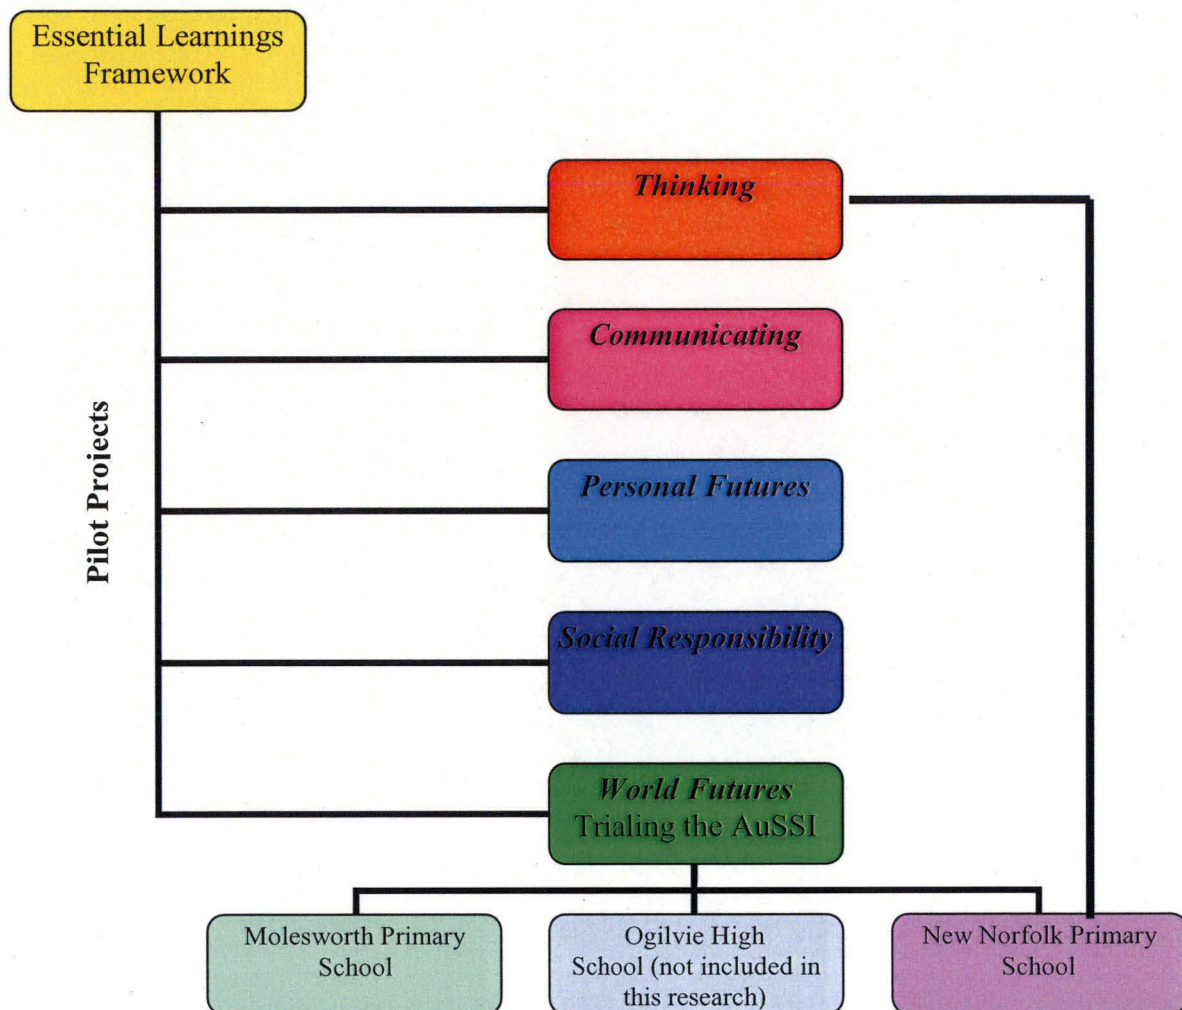 Essential Learnings
Framework
Thinking
Communicating
Pilot Projects
Personal Futures
Social Responsibility
World Futures
Trialing the AuSSI
Molesworth Primary
School
Ogilvie High
School (not included in
this research)
New Norfolk Primary
School